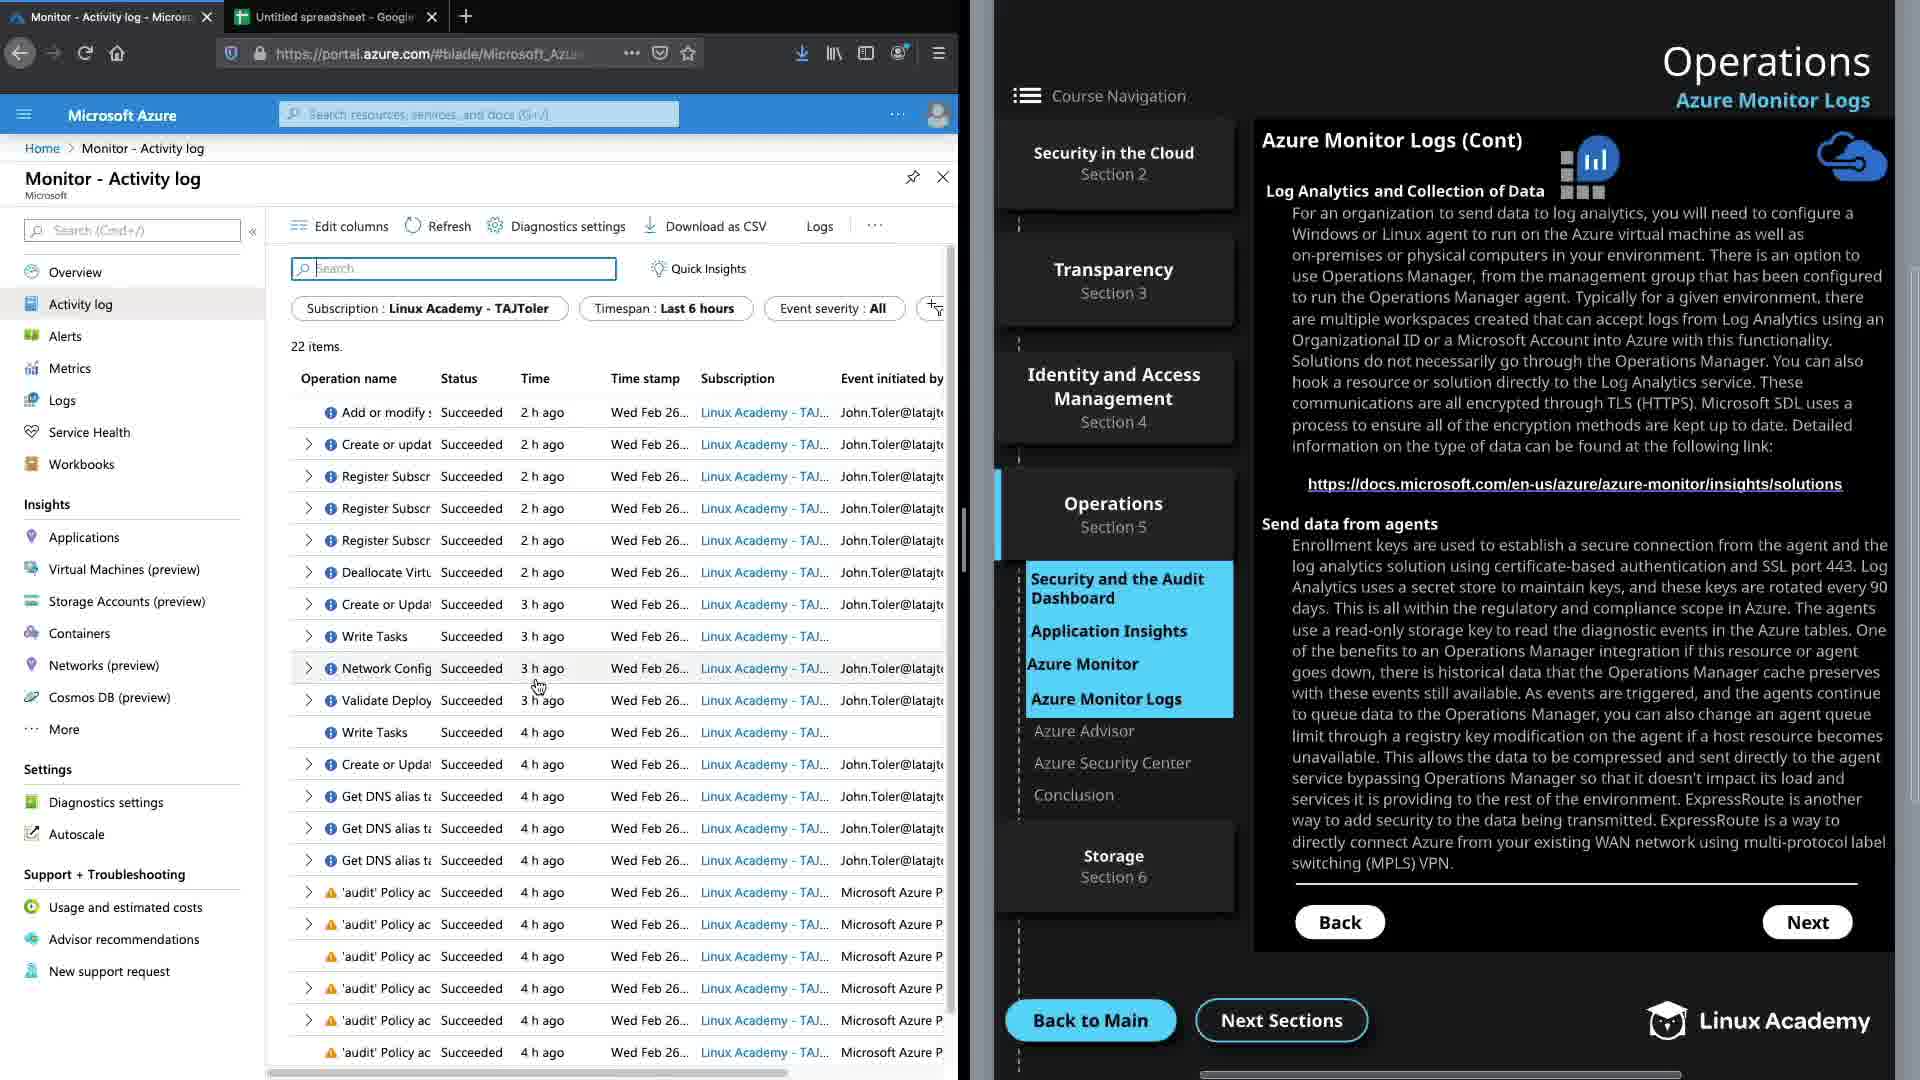 Monitor - Activity log - Micros
Untitled spreadsheet - Google
https://portal.azure.com/#blade/Microsoft_Azu
Microsoft Azure
Search resources, services, and docs (G+/)
Home > Monitor - Activity log
Monitor - Activity log
Microsoft
Search (Cmd+/)
Overview
Activity log
Alerts
Metrics
Logs
Service Health
Workbooks
Insights
Applications
Virtual Machines (preview)
Storage Accounts (preview)
Containers
Networks (preview)
Cosmos DB (preview)
More
Settings
Diagnostics settings
Autoscale
Support + Troubleshooting
Usage and estimated costs
Advisor recommendations
New support request
Edit columns Refresh Diagnostics settings Download as CSV Logs
Search
Quick Insights
Subscription : Linux Academy - TAJToler Timespan : Last 6 hours Event severity : All
22 items.
Operation name Status Time Time stamp Subscription Event initiated by
Add or modify Succeeded 2 h ago Wed Feb 26... Linux Academy - TAJ... John.Toler@latajt
Create or updat Succeeded 2 h ago Wed Feb 26... Linux Academy - TAJ... John.Toler@latajt
Register Subscr Succeeded 2 h ago Wed Feb 26... Linux Academy - TAJ... John.Toler@latajt
Register Subscr Succeeded 2 h ago Wed Feb 26... Linux Academy - TAJ... John.Toler@latajt
Register Subscr Succeeded 2 h ago Wed Feb 26... Linux Academy - TAJ... John.Toler@latajt
Deallocate Virtu Succeeded 2 h ago Wed Feb 26... Linux Academy - TAJ... John.Toler@latajt
Create or Updat Succeeded 3 h ago Wed Feb 26... Linux Academy - TAJ... John.Toler@latajt
Write Tasks Succeeded 3 h ago Wed Feb 26... Linux Academy - TAJ...
Network Config Succeeded 3 h ago Wed Feb 26... Linux Academy - TAJ... John.Toler@latajt
Validate Deploy Succeeded 3 h ago Wed Feb 26... Linux Academy - TAJ... John.Toler@latajt
Write Tasks Succeeded 4 h ago Wed Feb 26... Linux Academy - TAJ...
Create or Updat Succeeded 4 h ago Wed Feb 26... Linux Academy - TAJ... John.Toler@latajt
Get DNS alias ta Succeeded 4 h ago Wed Feb 26... Linux Academy - TAJ... John.Toler@latajt
Get DNS alias ta Succeeded 4 h ago Wed Feb 26... Linux Academy - TAJ... John.Toler@latajt
Get DNS alias ta Succeeded 4 h ago Wed Feb 26... Linux Academy - TAJ... John.Toler@latajt
'audit' Policy ac Succeeded 4 h ago Wed Feb 26... Linux Academy - TAJ... Microsoft Azure P
'audit' Policy ac Succeeded 4 h ago Wed Feb 26... Linux Academy - TAJ... Microsoft Azure P
'audit' Policy ac Succeeded 4 h ago Wed Feb 26... Linux Academy - TAJ... Microsoft Azure P
'audit' Policy ac Succeeded 4 h ago Wed Feb 26... Linux Academy - TAJ... Microsoft Azure P
'audit' Policy ac Succeeded 4 h ago Wed Feb 26... Linux Academy - TAJ... Microsoft Azure P
'audit' Policy ac Succeeded 4 h ago Wed Feb 26... Linux Academy - TAJ... Microsoft Azure P
Operations
Azure Monitor Logs
Course Navigation
Security in the Cloud
Section 2
Transparency
Section 3
Identity and Access
Management
Section 4
Operations
Section 5
Security and the Audit
Dashboard
Application Insights
Azure Monitor
Azure Monitor Logs
Azure Advisor
Azure Security Center
Conclusion
Storage
Section 6
Azure Monitor Logs (Cont)
Log Analytics and Collection of Data
For an organization to send data to log analytics, you will need to configure a
Windows or Linux agent to run on the Azure virtual machine as well as
on-premises or physical computers in your environment. There is an option to
use Operations Manager, from the management group that has been configured
to run the Operations Manager agent. Typically for a given environment, there
are multiple workspaces created that can accept logs from Log Analytics using an
Organizational ID or a Microsoft Account into Azure with this functionality.
Solutions do not necessarily go through the Operations Manager. You can also
hook a resource or solution directly to the Log Analytics service. These
communications are all encrypted through TLS (HTTPS). Microsoft SDL uses a
process to ensure all of the encryption methods are kept up to date. Detailed
information on the type of data can be found at the following link:
https://docs.microsoft.com/en-us/azure/azure-monitor/insights/solutions
Send data from agents
Enrollment keys are used to establish a secure connection from the agent and the
log analytics solution using certificate-based authentication and SSL port 443. Log
Analytics uses a secret store to maintain keys, and these keys are rotated every 90
days. This is all within the regulatory and compliance scope in Azure. The agents
use a read-only storage key to read the diagnostic events in the Azure tables. One
of the benefits to an Operations Manager integration if this resource or agent
goes down, there is historical data that the Operations Manager cache preserves
with these events still available. As events are triggered, and the agents continue
to queue data to the Operations Manager, you can also change an agent queue
limit through a registry key modification on the agent if a host resource becomes
unavailable. This allows the data to be compressed and sent directly to the agent
service bypassing Operations Manager so that it doesn't impact its load and
services it is providing to the rest of the environment. ExpressRoute is another
way to add security to the data being transmitted. ExpressRoute is a way to
directly connect Azure from your existing WAN network using multi-protocol label
switching (MPLS) VPN.
Back
Next
Back to Main
Next Sections
Linux Academy